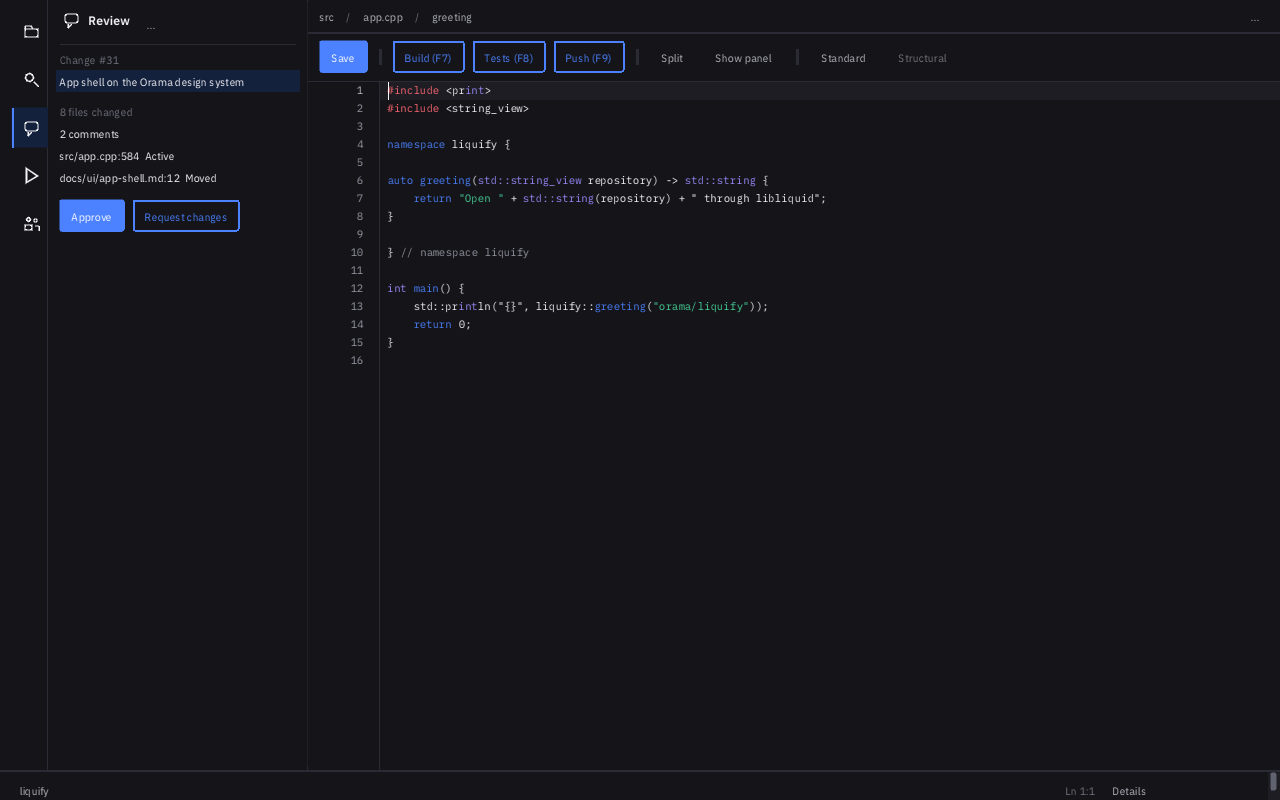 Review
...
Change #31
App shell on the Orama design system
8 files changed
2 comments
src/app.cpp:584 Active
docs/ui/app-shell.md:12 Moved
Approve
Request changes
src / app.cpp / greeting
...
Save
Build (F7)
Tests (F8)
Push (F9)
Split
Show panel
Standard
Structural
1 #include <print>
2 #include <string_view>
3
4 namespace liquify {
5
6 auto greeting(std::string_view repository) -> std::string {
7     return "Open " + std::string(repository) + " through libliquid";
8 }
9
10 } // namespace liquify
11
12 int main() {
13     std::println("{}", liquify::greeting("orama/liquify"));
14     return 0;
15 }
16
liquify
Ln 1:1
Details